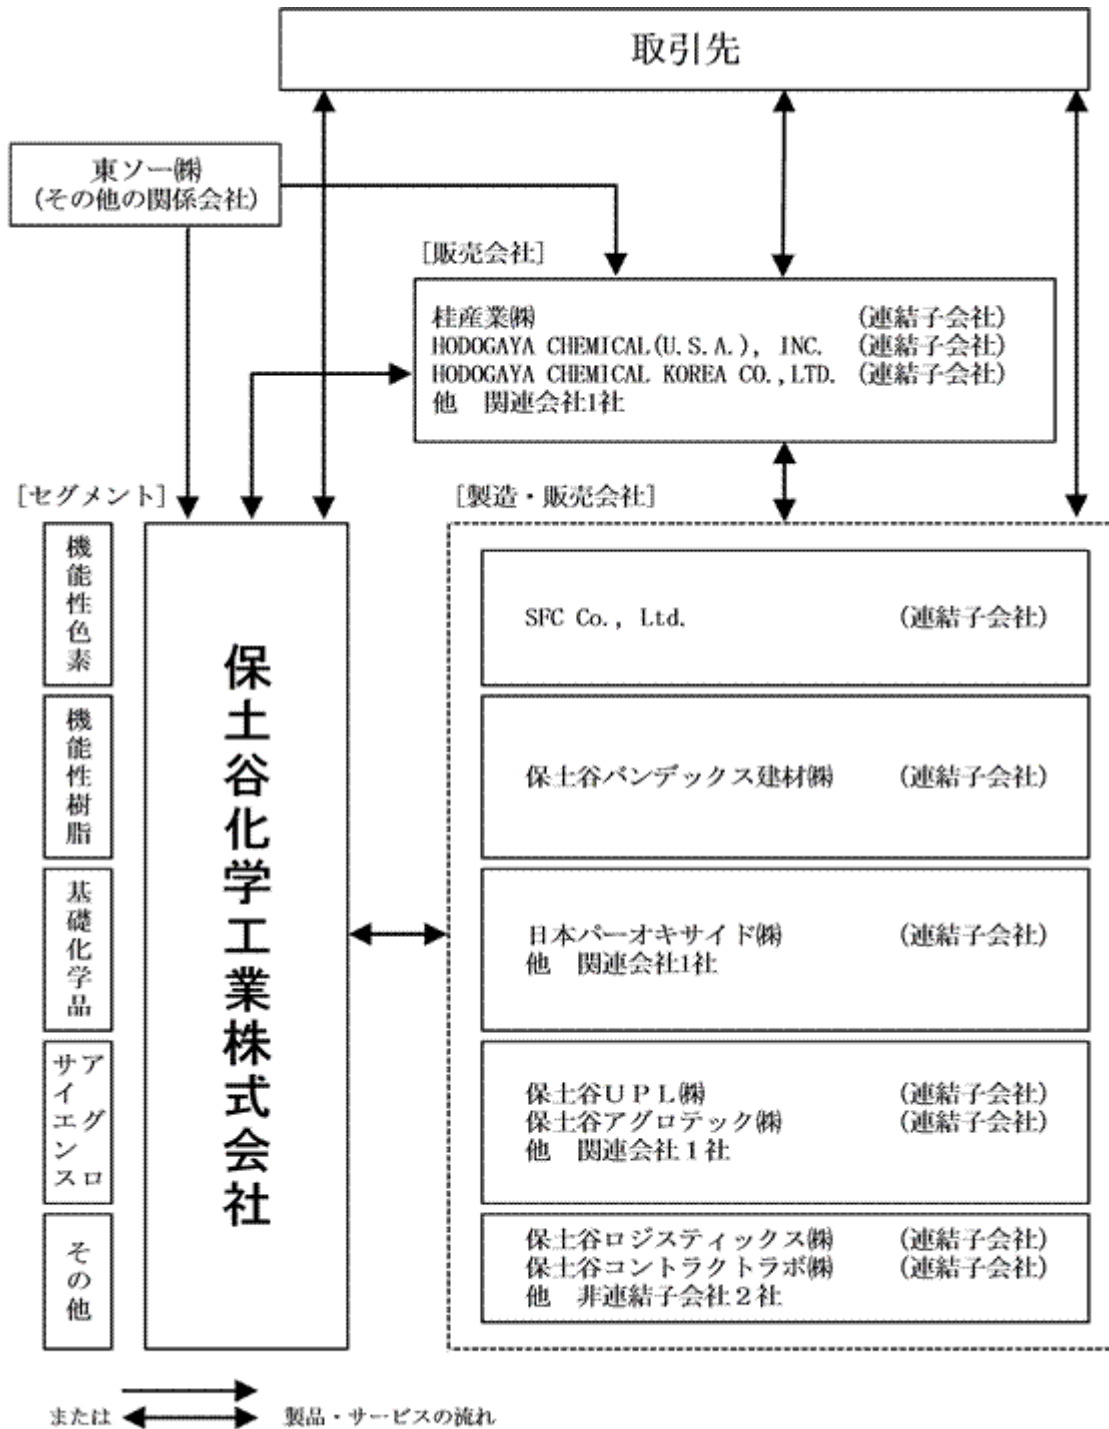 取引先
東ソー㈱
(その他の関係会社)
[販売会社]
桂産業㈱ (連結子会社)
HODOGAYA CHEMICAL(U.S.A.), INC. (連結子会社)
HODOGAYA CHEMICAL KOREA CO.,LTD. (連結子会社)
他 関連会社1社
[セグメント]
[製造・販売会社]
機能性色素
機能性樹脂
基礎化学品
アグロ
サイエンス
その他
保土谷化学工業株式会社
SFC Co., Ltd. (連結子会社)
保土谷バンデックス建材㈱ (連結子会社)
日本パーオキサイド㈱ (連結子会社)
他 関連会社1社
保土谷ＵＰＬ㈱ (連結子会社)
保土谷アグロテック㈱ (連結子会社)
他 関連会社１社
保土谷ロジスティックス㈱ (連結子会社)
保土谷コントラクトラボ㈱ (連結子会社)
他 非連結子会社２社
または 製品・サービスの流れ